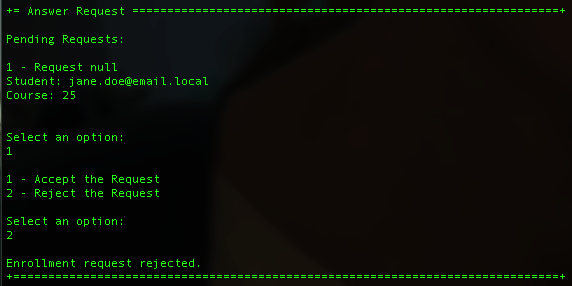 += Answer Request =============================================================+
Pending Requests:
1 - Request null
Student: jane.doe@email.local
Course: 25
Select an option:
1
1 - Accept the Request
2 - Reject the Request
Select an option:
2
Enrollment request rejected.
+==============================================================================+